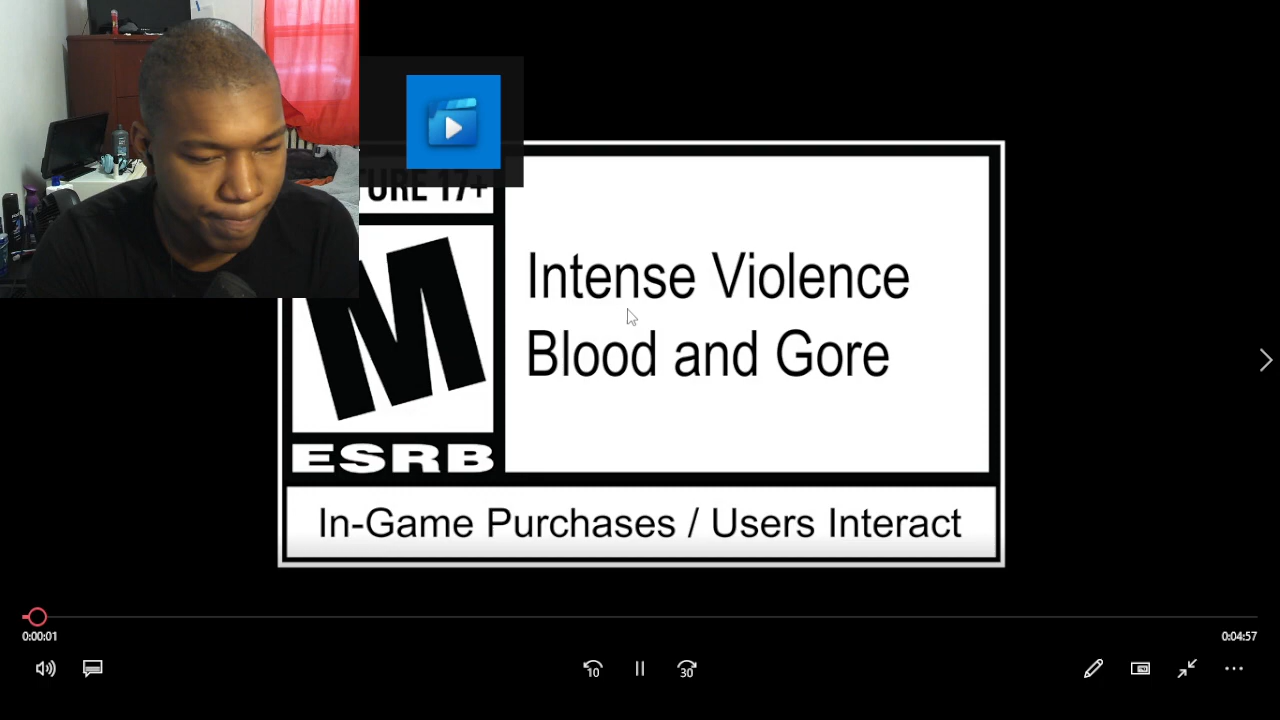 TURE 17+
M
ESRB
Intense Violence
Blood and Gore
In-Game Purchases / Users Interact
0:00:01
0:04:57
10
30